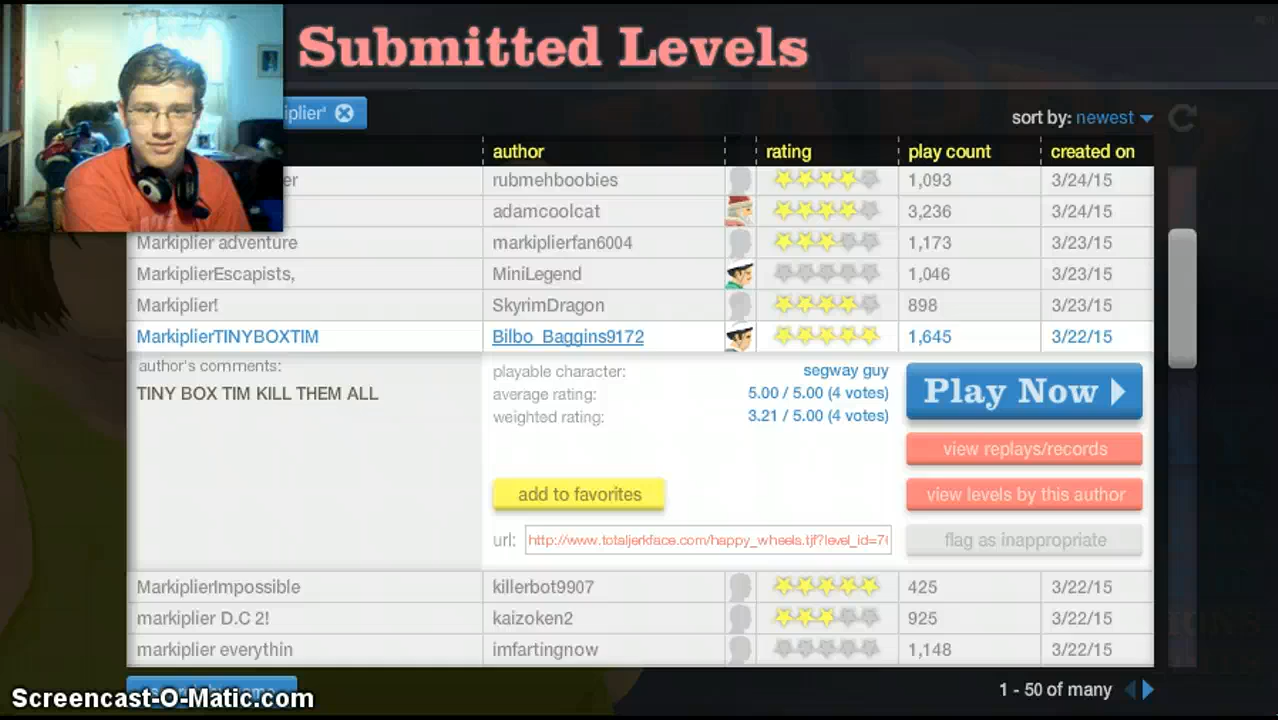 Submitted Levels
iplier' sort by: newest
author rating play count created on
er rubmehboobies 1,093 3/24/15
adamcoolcat 3,236 3/24/15
Markiplier adventure markiplierfan6004 1,173 3/23/15
MarkiplierEscapists, MiniLegend 1,046 3/23/15
Markiplier! SkyrimDragon 898 3/23/15
MarkiplierTINYBOXTIM Bilbo_Baggins9172 1,645 3/22/15
author's comments:
TINY BOX TIM KILL THEM ALL
playable character: segway guy
average rating: 5.00 / 5.00 (4 votes)
weighted rating: 3.21 / 5.00 (4 votes)
Play Now
view replays/records
add to favorites
view levels by this author
url: http://www.totaljerkface.com/happy_wheels.tjf?level_id=7
flag as inappropriate
MarkiplierImpossible killerbot9907 425 3/22/15
markiplier D.C 2! kaizoken2 925 3/22/15
markiplier everythin imfartingnow 1,148 3/22/15
1 - 50 of many
Screencast-O-Matic.com